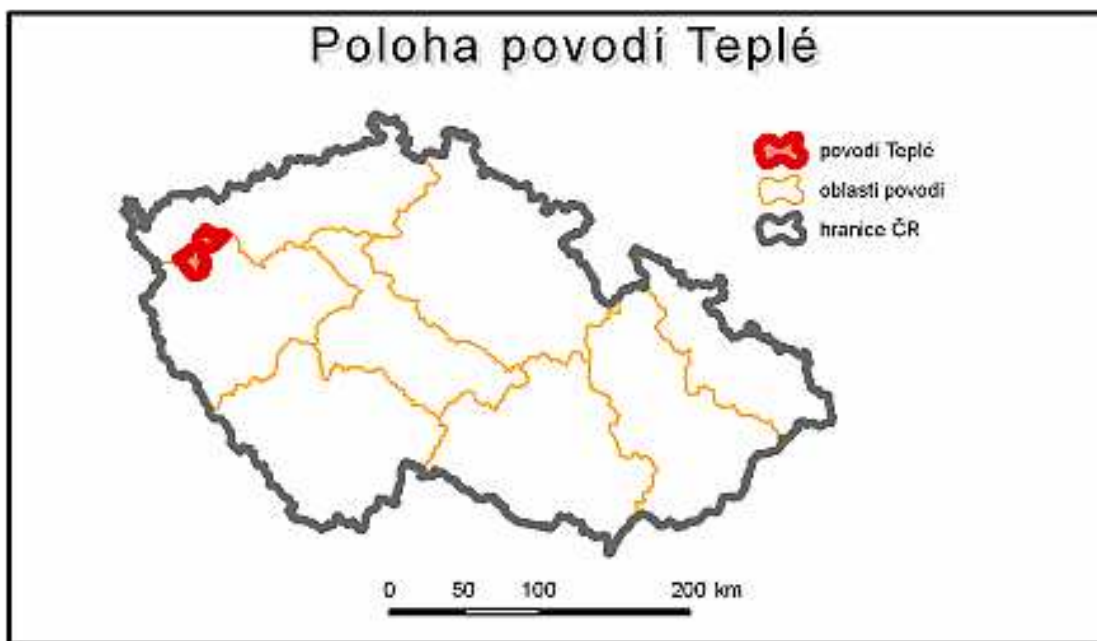 Poloha povodí Teplé
povodí Teplé
oblasti povodí
hranice ČR
0 50 100 200 km